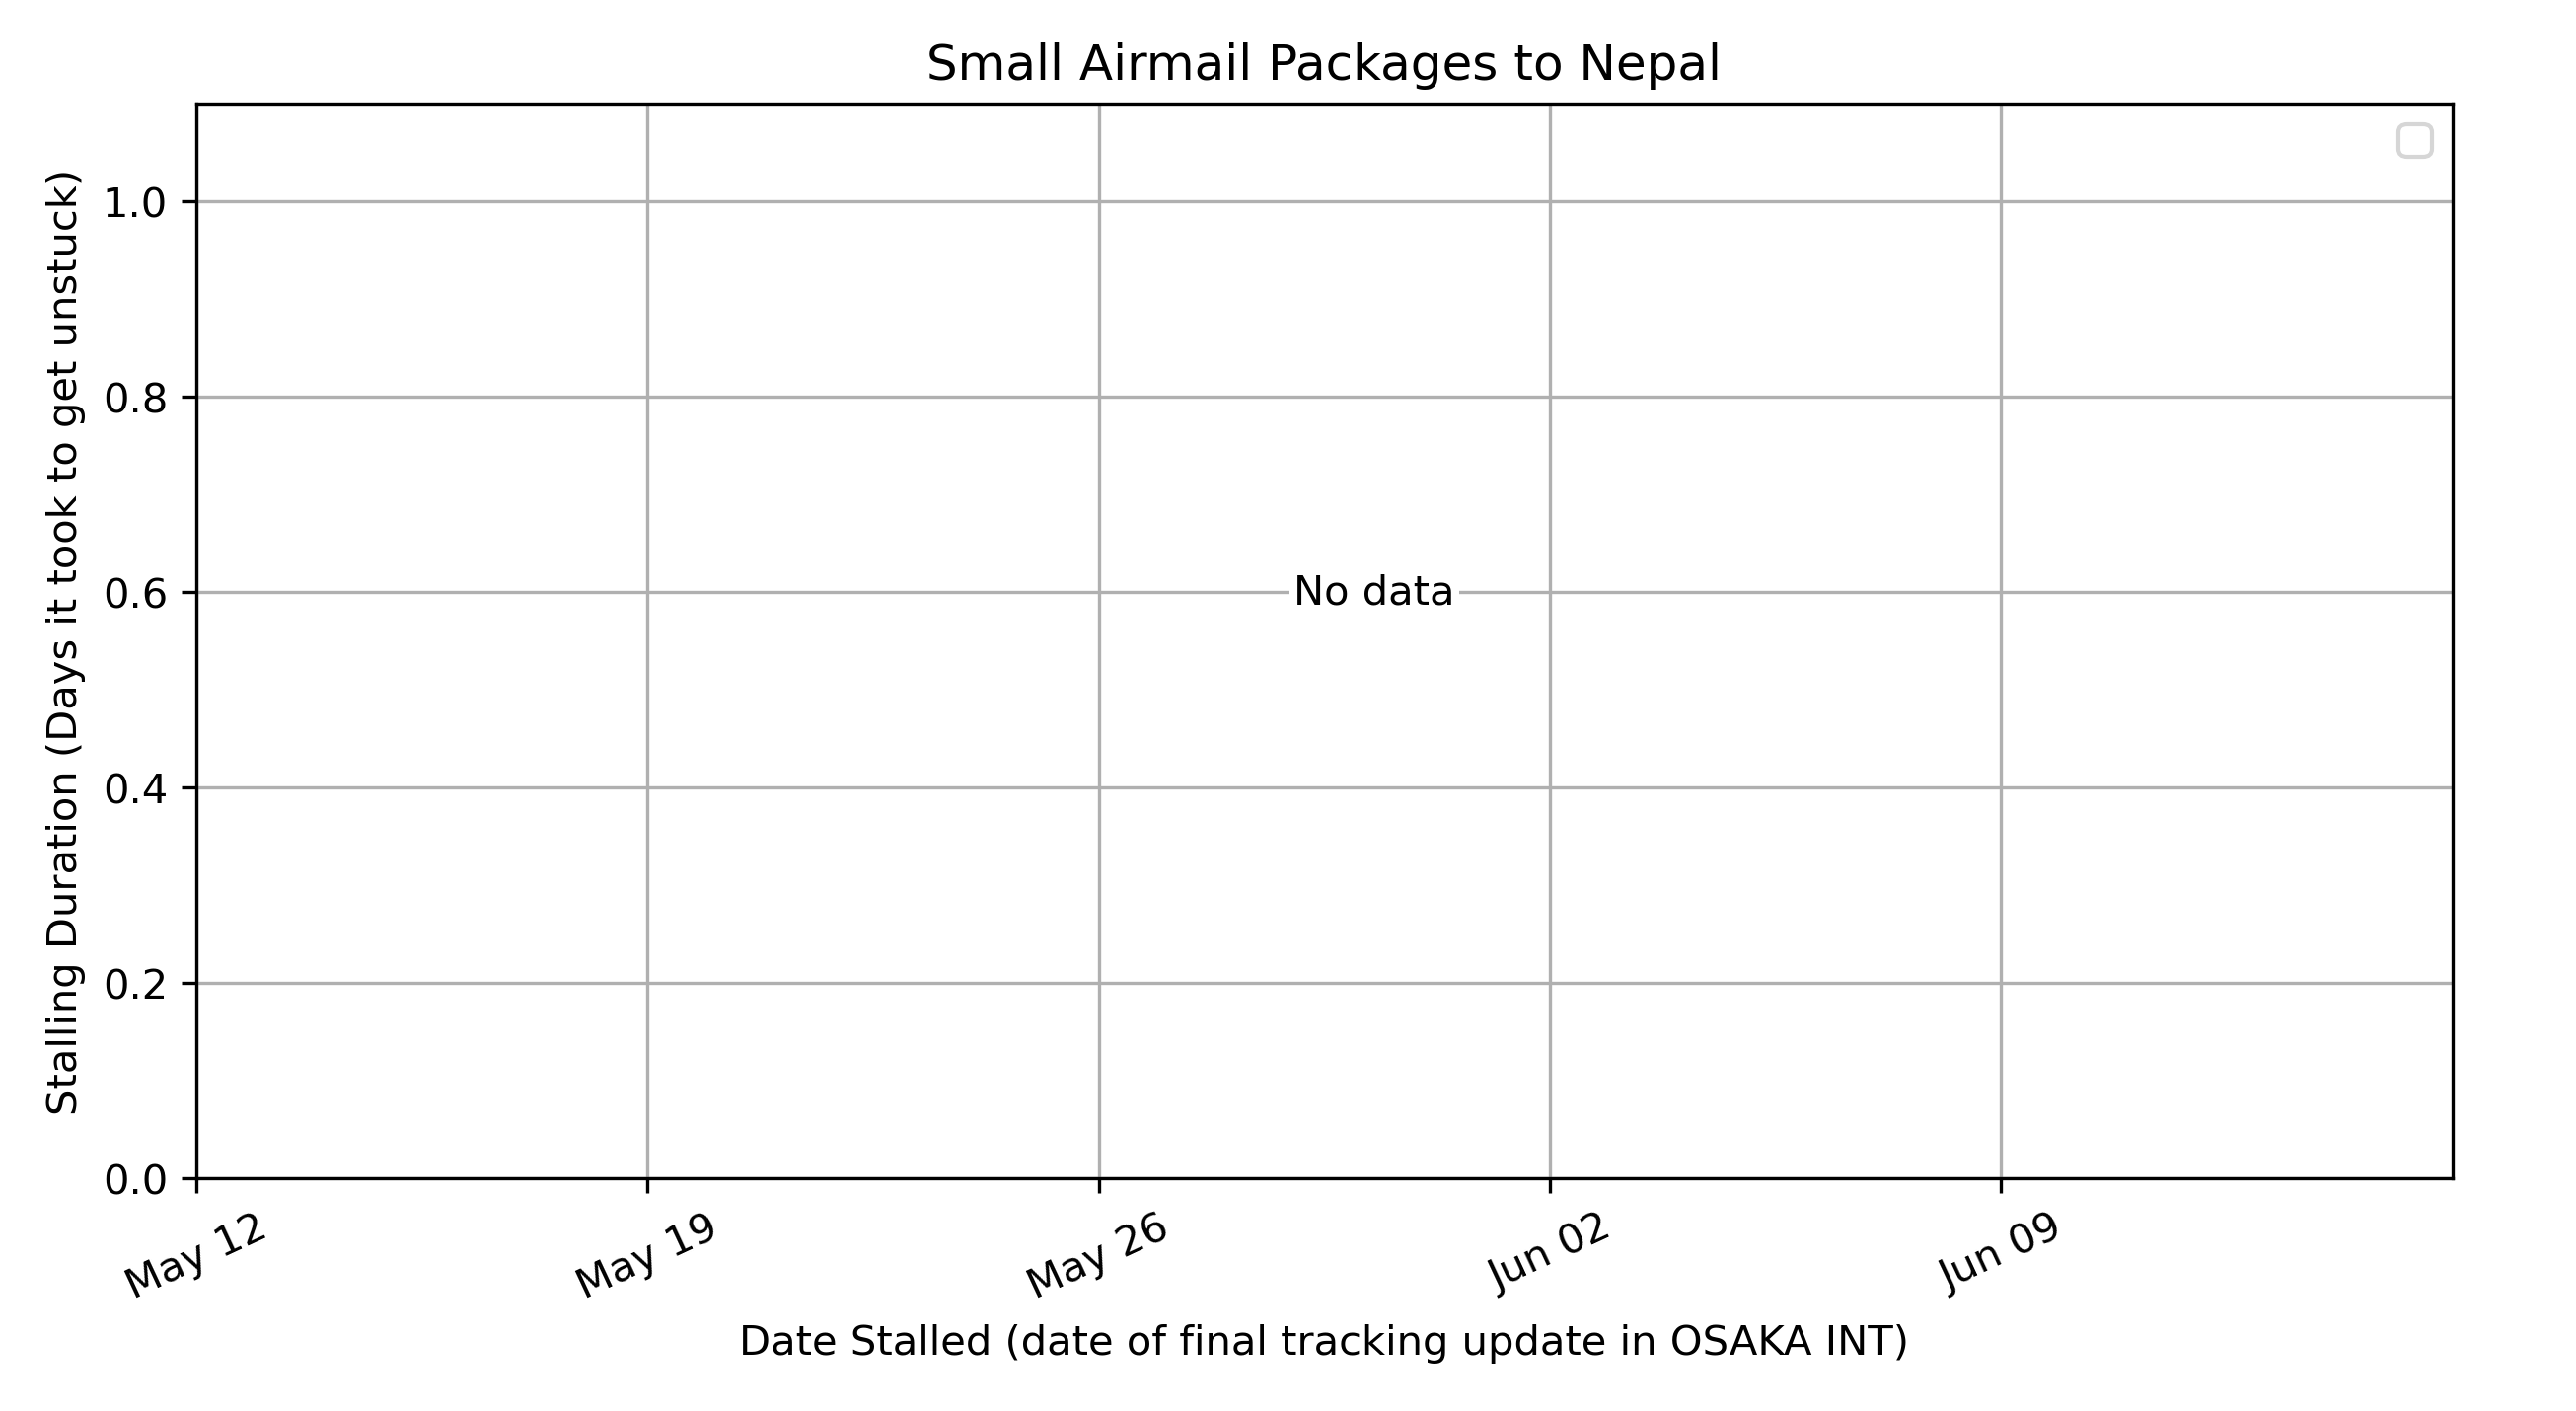 Small Airmail Packages to Nepal
Stalling Duration (Days it took to get unstuck)
1.0
0.8
0.6
0.4
0.2
0.0
No data
May 12
May 19
May 26
Jun 02
Jun 09
Date Stalled (date of final tracking update in OSAKA INT)